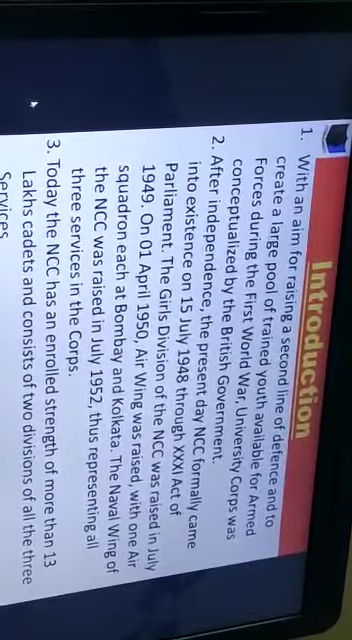 Introduction
1. With an aim for raising a second line of defence and to
create a large pool of trained youth available for Armed
Forces during the First World War, University Corps was
conceptualized by the British Government.
2. After independence, the present day NCC formally came
into existence on 15 July 1948 through XXXI Act of
Parliament. The Girls Division of the NCC was raised in July
1949. On 01 April 1950, Air Wing was raised, with one Air
squadron each at Bombay and Kolkata. The Naval Wing of
the NCC was raised in July 1952, thus representing all
three services in the Corps.
3. Today the NCC has an enrolled strength of more than 13
Lakhs cadets and consists of two divisions of all the three
Services